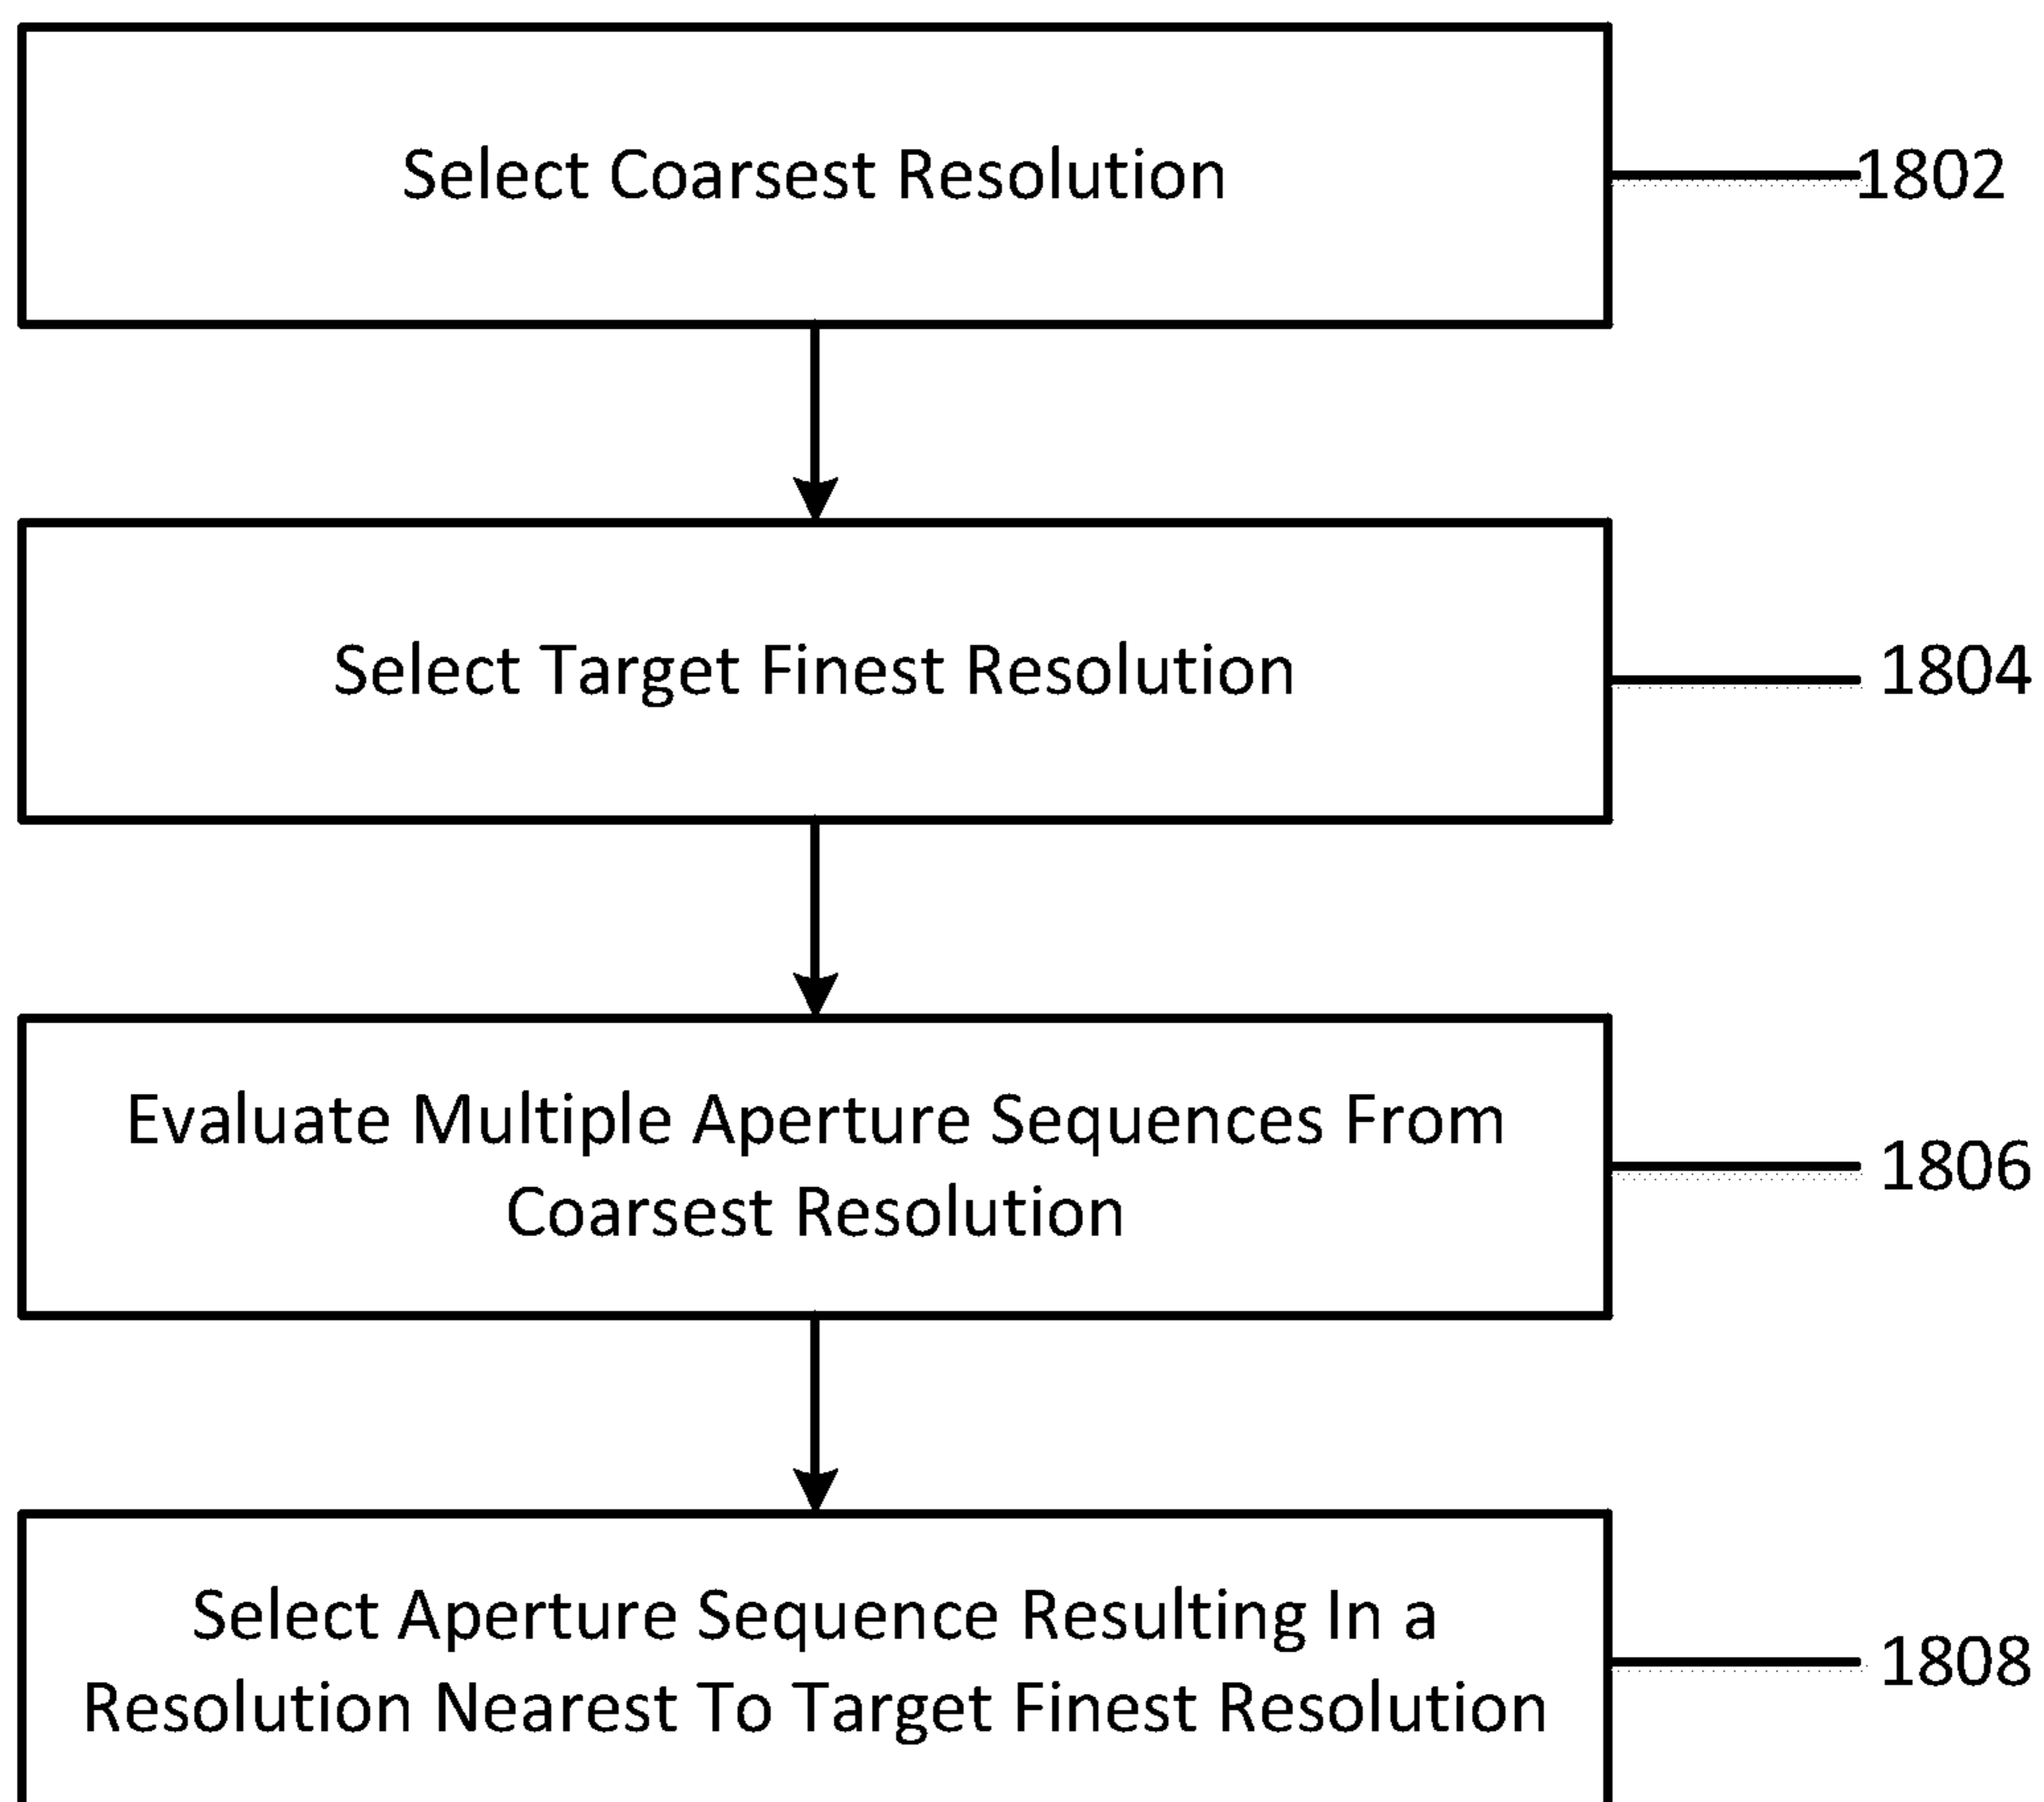 Select Coarsest Resolution
1802
Select Target Finest Resolution
1804
Evaluate Multiple Aperture Sequences From
Coarsest Resolution
1806
Select Aperture Sequence Resulting In a
Resolution Nearest To Target Finest Resolution
1808